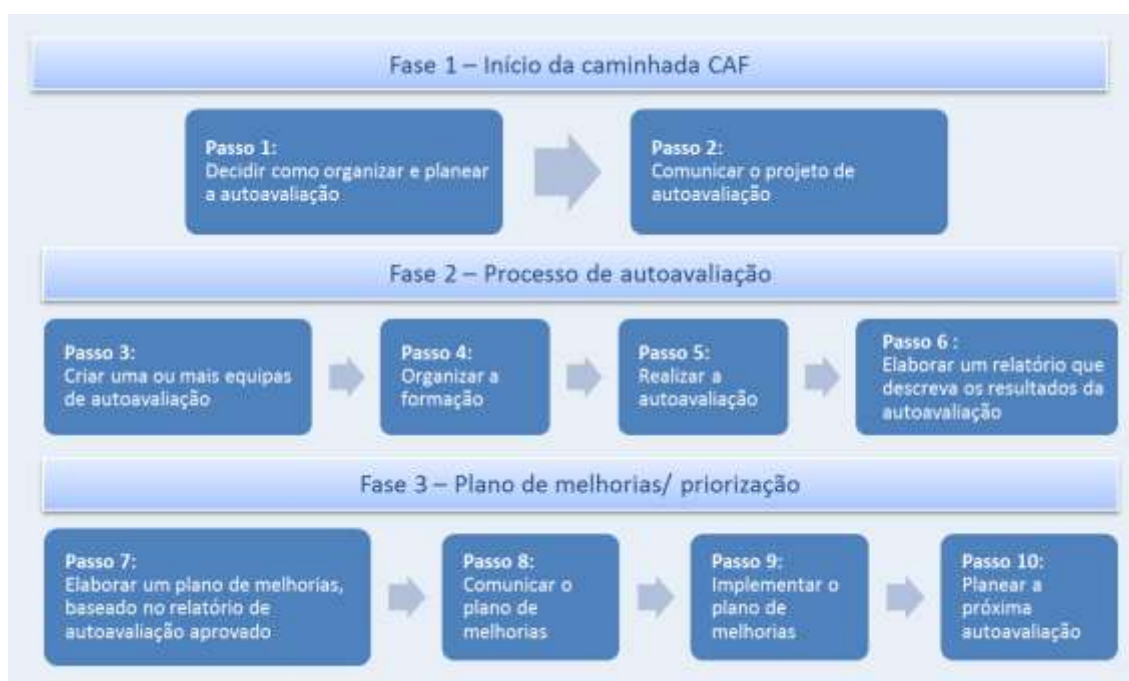 Fase 1 – Início da caminhada CAF
Passo 1:
Decidir como organizar e planear
a autoavaliação
Passo 2:
Comunicar o projeto de
autoavaliação
Fase 2 – Processo de autoavaliação
Passo 3:
Criar uma ou mais equipas
de autoavaliação
Passo 4:
Organizar a
formação
Passo 5:
Realizar a
autoavaliação
Passo 6 :
Elaborar um relatório que
descreva os resultados da
autoavaliação
Fase 3 – Plano de melhorias/ priorização
Passo 7:
Elaborar um plano de melhorias,
baseado no relatório de
autoavaliação aprovado
Passo 8:
Comunicar o
plano de
melhorias
Passo 9:
Implementar o
plano de
melhorias
Passo 10:
Planear a
próxima
autoavaliação